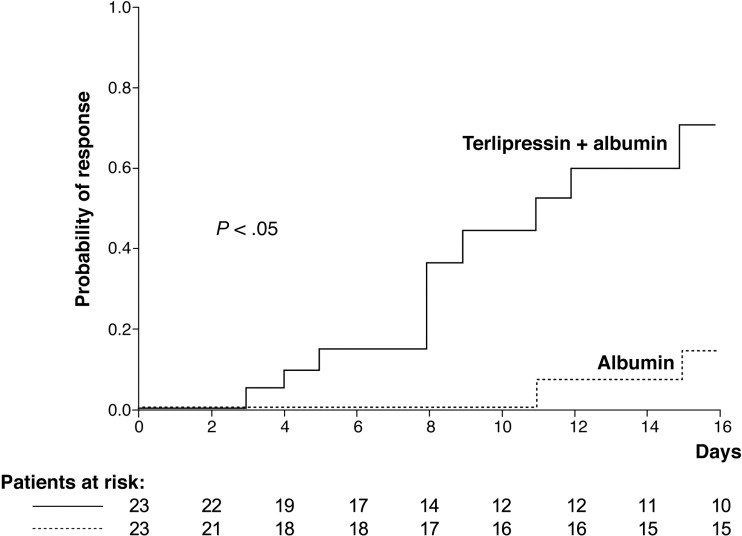 1.0
0.8
Probability of response
Terlipressin + albumin
0.6
P < .05
0.4
0.2
Albumin
0.0
0 2 4 6 8 10 12 14 16
Days
Patients at risk:
23 22 19 17 14 12 12 11 10
23 21 18 18 17 16 16 15 15